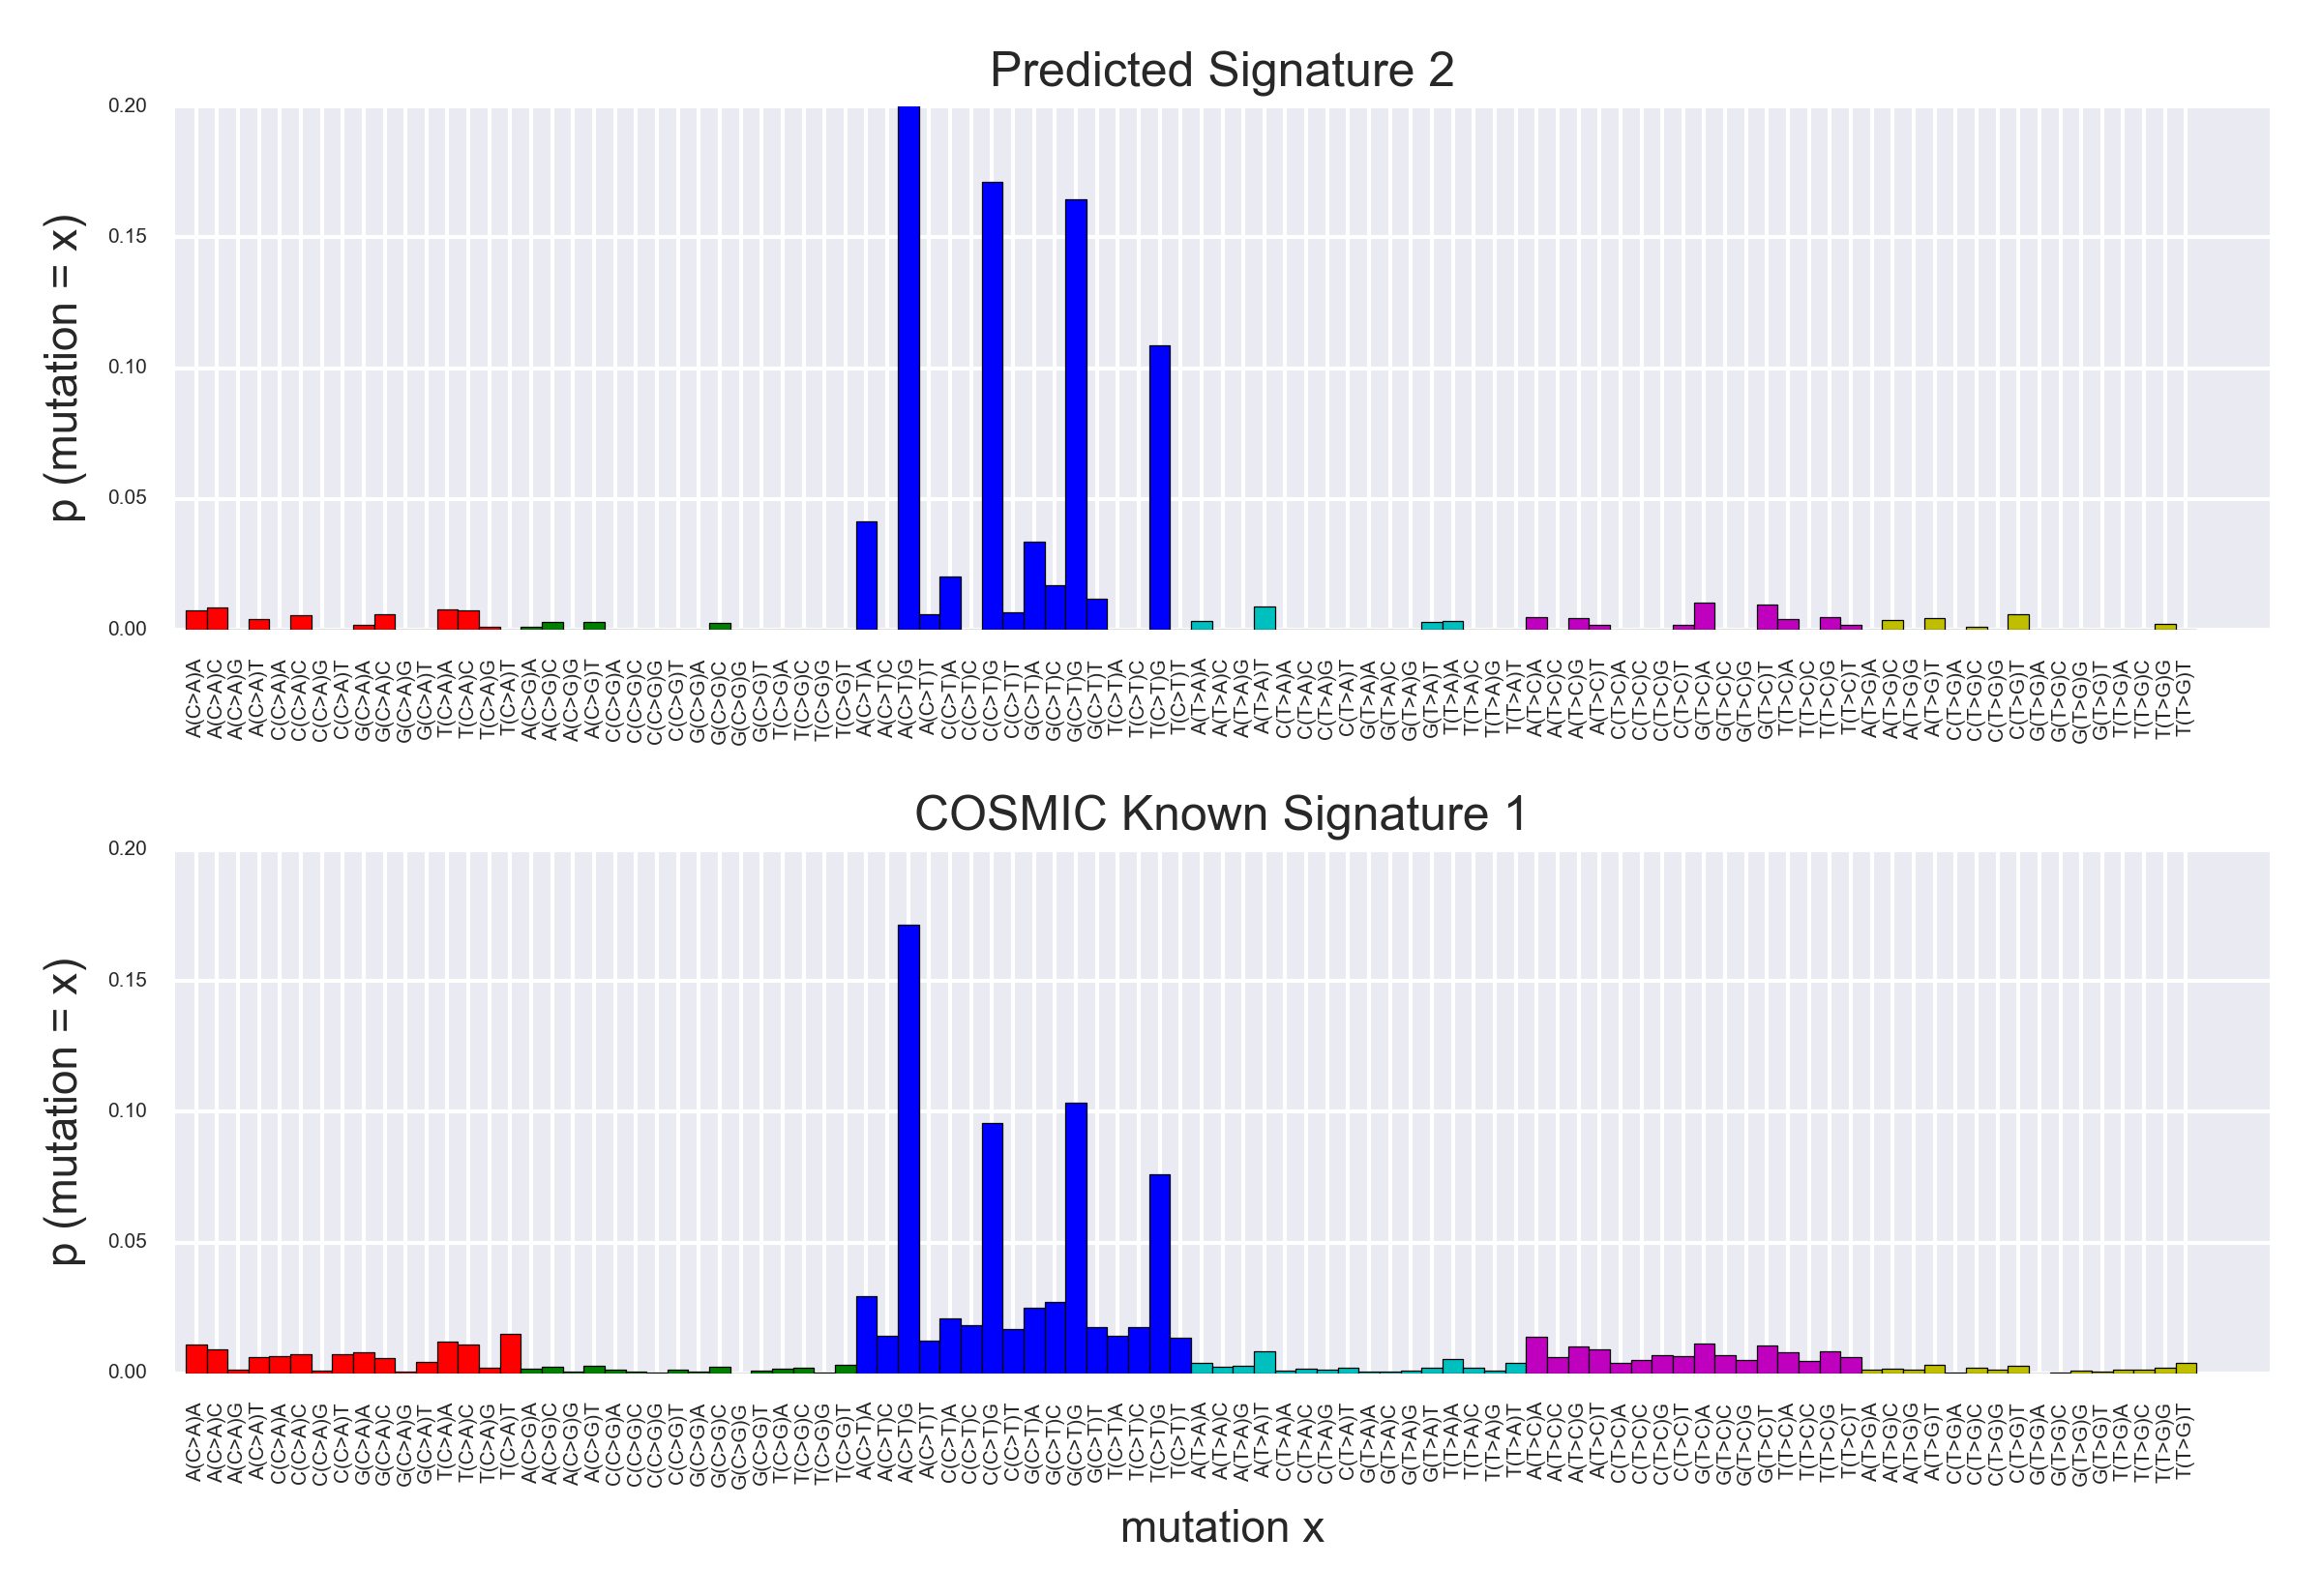 Predicted Signature 2
0.20
0.15
0.10
0.05
0.00
p (mutation = x)
A(C>A)A A(C>A)C A(C>A)G A(C>A)T C(C>A)A C(C>A)C C(C>A)G C(C>A)T G(C>A)A G(C>A)C G(C>A)G G(C>A)T T(C>A)A T(C>A)C T(C>A)G T(C>A)T A(C>G)A A(C>G)C A(C>G)G A(C>G)T C(C>G)A C(C>G)C C(C>G)G C(C>G)T G(C>G)A G(C>G)C G(C>G)G G(C>G)T T(C>G)A T(C>G)C T(C>G)G T(C>G)T A(C>T)A A(C>T)C A(C>T)G A(C>T)T C(C>T)A C(C>T)C C(C>T)G C(C>T)T G(C>T)A G(C>T)C G(C>T)G G(C>T)T T(C>T)A T(C>T)C T(C>T)G T(C>T)T A(T>A)A A(T>A)C A(T>A)G A(T>A)T C(T>A)A C(T>A)C C(T>A)G C(T>A)T G(T>A)A G(T>A)C G(T>A)G G(T>A)T T(T>A)A T(T>A)C T(T>A)G T(T>A)T A(T>C)A A(T>C)C A(T>C)G A(T>C)T C(T>C)A C(T>C)C C(T>C)G C(T>C)T G(T>C)A G(T>C)C G(T>C)G G(T>C)T T(T>C)A T(T>C)C T(T>C)G T(T>C)T A(T>G)A A(T>G)C A(T>G)G A(T>G)T C(T>G)A C(T>G)C C(T>G)G C(T>G)T G(T>G)A G(T>G)C G(T>G)G G(T>G)T T(T>G)A T(T>G)C T(T>G)G T(T>G)T
COSMIC Known Signature 1
0.20
0.15
0.10
0.05
0.00
p (mutation = x)
A(C>A)A A(C>A)C A(C>A)G A(C>A)T C(C>A)A C(C>A)C C(C>A)G C(C>A)T G(C>A)A G(C>A)C G(C>A)G G(C>A)T T(C>A)A T(C>A)C T(C>A)G T(C>A)T A(C>G)A A(C>G)C A(C>G)G A(C>G)T C(C>G)A C(C>G)C C(C>G)G C(C>G)T G(C>G)A G(C>G)C G(C>G)G G(C>G)T T(C>G)A T(C>G)C T(C>G)G T(C>G)T A(C>T)A A(C>T)C A(C>T)G A(C>T)T C(C>T)A C(C>T)C C(C>T)G C(C>T)T G(C>T)A G(C>T)C G(C>T)G G(C>T)T T(C>T)A T(C>T)C T(C>T)G T(C>T)T A(T>A)A A(T>A)C A(T>A)G A(T>A)T C(T>A)A C(T>A)C C(T>A)G C(T>A)T G(T>A)A G(T>A)C G(T>A)G G(T>A)T T(T>A)A T(T>A)C T(T>A)G T(T>A)T A(T>C)A A(T>C)C A(T>C)G A(T>C)T C(T>C)A C(T>C)C C(T>C)G C(T>C)T G(T>C)A G(T>C)C G(T>C)G G(T>C)T T(T>C)A T(T>C)C T(T>C)G T(T>C)T A(T>G)A A(T>G)C A(T>G)G A(T>G)T C(T>G)A C(T>G)C C(T>G)G C(T>G)T G(T>G)A G(T>G)C G(T>G)G G(T>G)T T(T>G)A T(T>G)C T(T>G)G T(T>G)T
mutation x